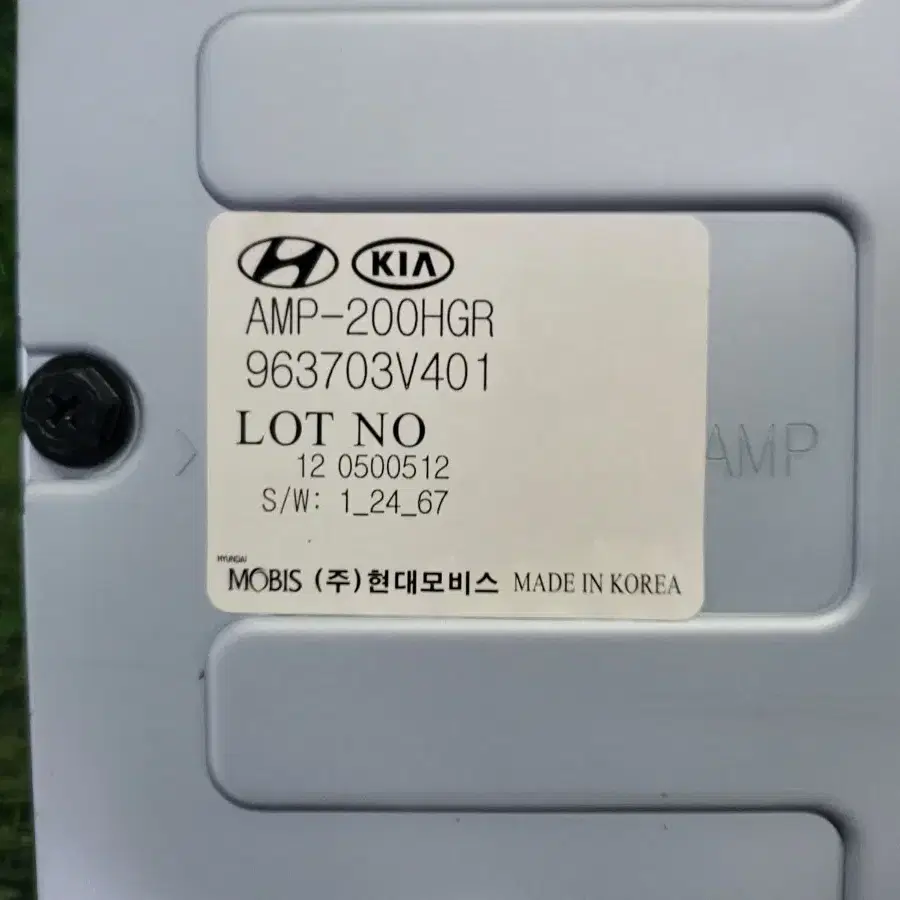 KIA
AMP-200HGR
963703V401
LOT NO
12 0500512
S/W: 1_24_67
HYUNDAI
MOBIS (주)현대모비스 MADE IN KOREA
AMP